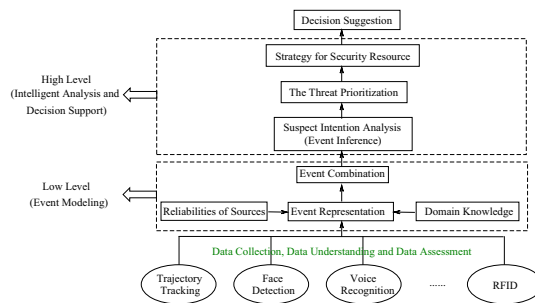 Decision Suggestion
Strategy for Security Resource
High Level
(Intelligent Analysis and
Decision Support)
The Threat Prioritization
Suspect Intention Analysis
(Event Inference)
Event Combination
Low Level
(Event Modeling)
Reliabilities of Sources
Event Representation
Domain Knowledge
Data Collection, Data Understanding and Data Assessment
Trajectory
Tracking
Face
Detection
Voice
Recognition
......
RFID